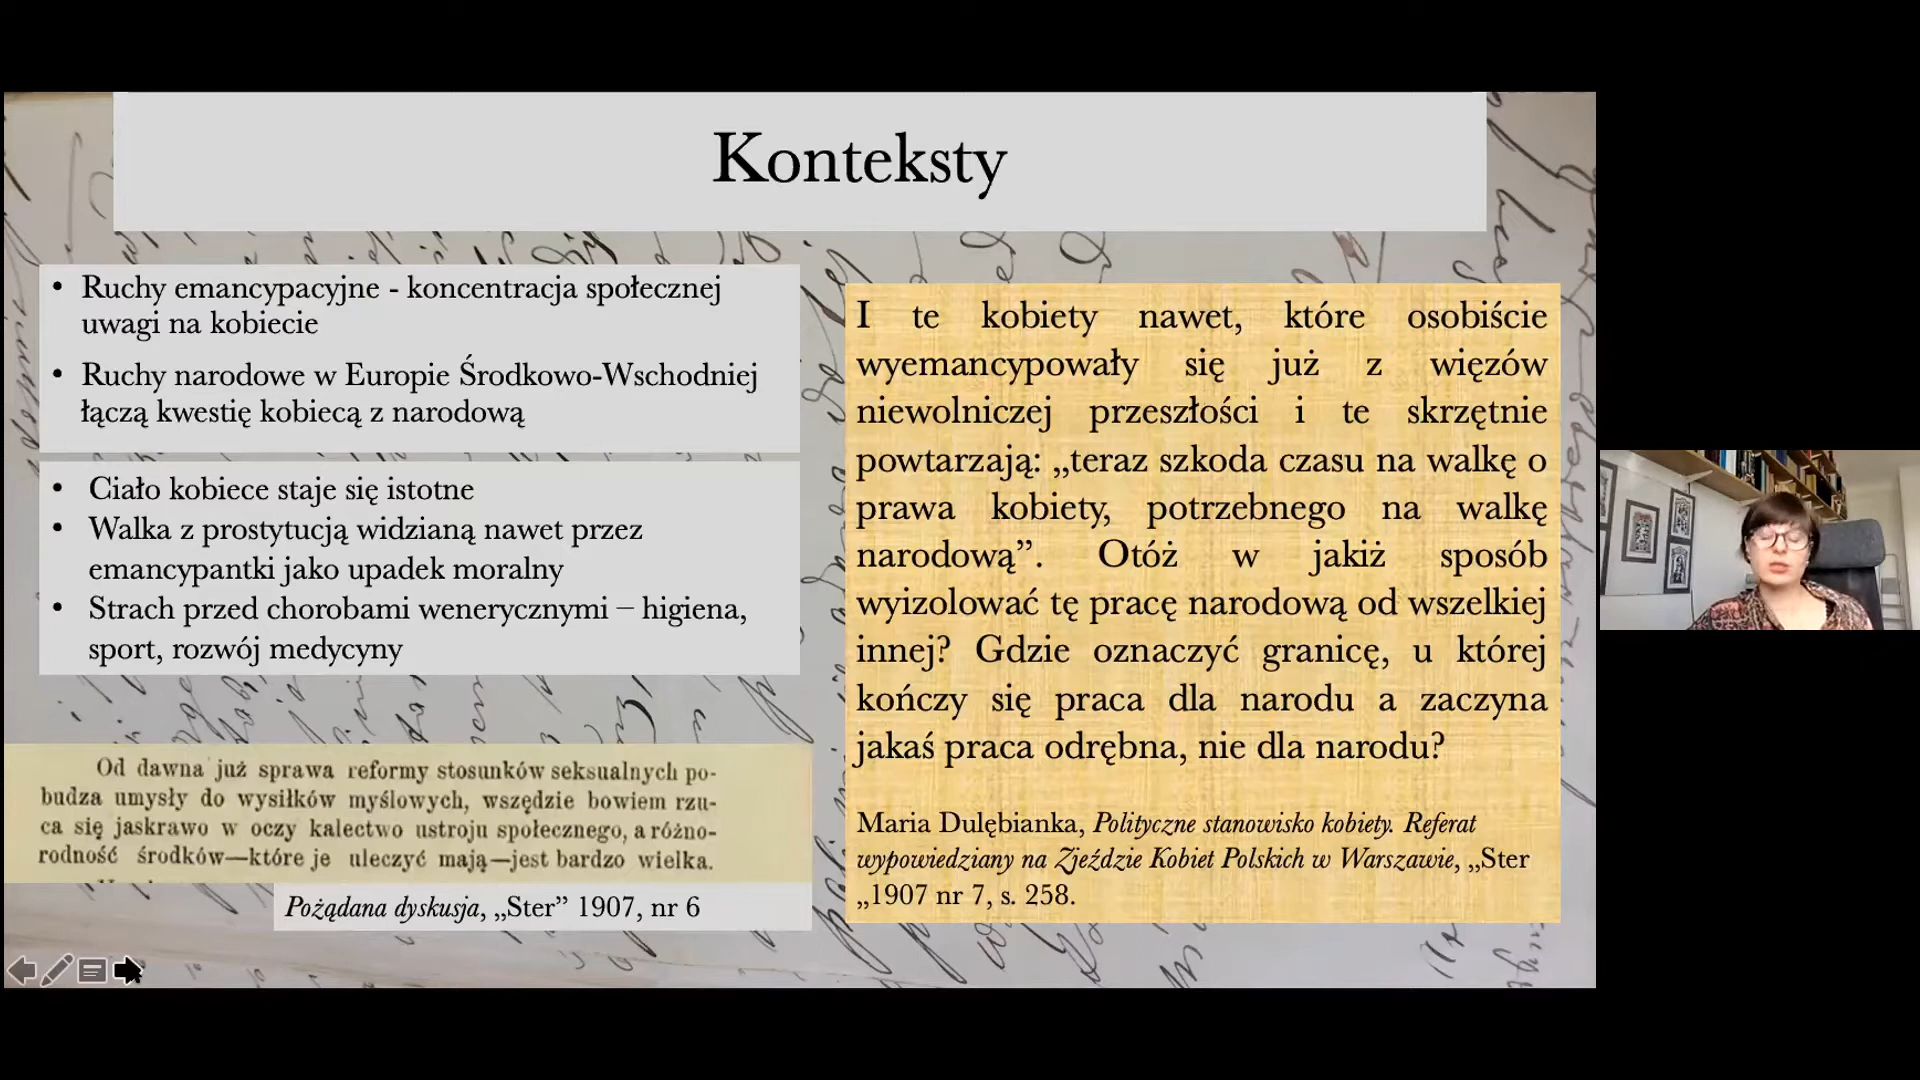 Konteksty
• Ruchy emancypacyjne - koncentracja społecznej
uwagi na kobiecie
• Ruchy narodowe w Europie Środkowo-Wschodniej
łączą kwestię kobiecą z narodową
• Ciało kobiece staje się istotne
• Walka z prostytucją widzianą nawet przez
emancypantki jako upadek moralny
• Strach przed chorobami wenerycznymi – higiena,
sport, rozwój medycyny
Od dawna już sprawa reformy stosunków seksualnych po-
budza umysły do wysiłków myślowych, wszędzie bowiem rzu-
ca się jaskrawo w oczy kalectwo ustroju społecznego, a różno-
rodność środków—które je uleczyć mają—jest bardzo wielka.
Pożądana dyskusja, „Ster” 1907, nr 6
I te kobiety nawet, które osobiście
wyemancypowały się już z więzów
niewolniczej przeszłości i te skrzętnie
powtarzają: „teraz szkoda czasu na walkę o
prawa kobiety, potrzebnego na walkę
narodową”. Otóż w jakiż sposób
wyizolować tę pracę narodową od wszelkiej
innej? Gdzie oznaczyć granicę, u której
kończy się praca dla narodu a zaczyna
jakaś praca odrębna, nie dla narodu?
Maria Dulębianka, Polityczne stanowisko kobiety. Referat
wypowiedziany na Zjeździe Kobiet Polskich w Warszawie, „Ster
„1907 nr 7, s. 258.